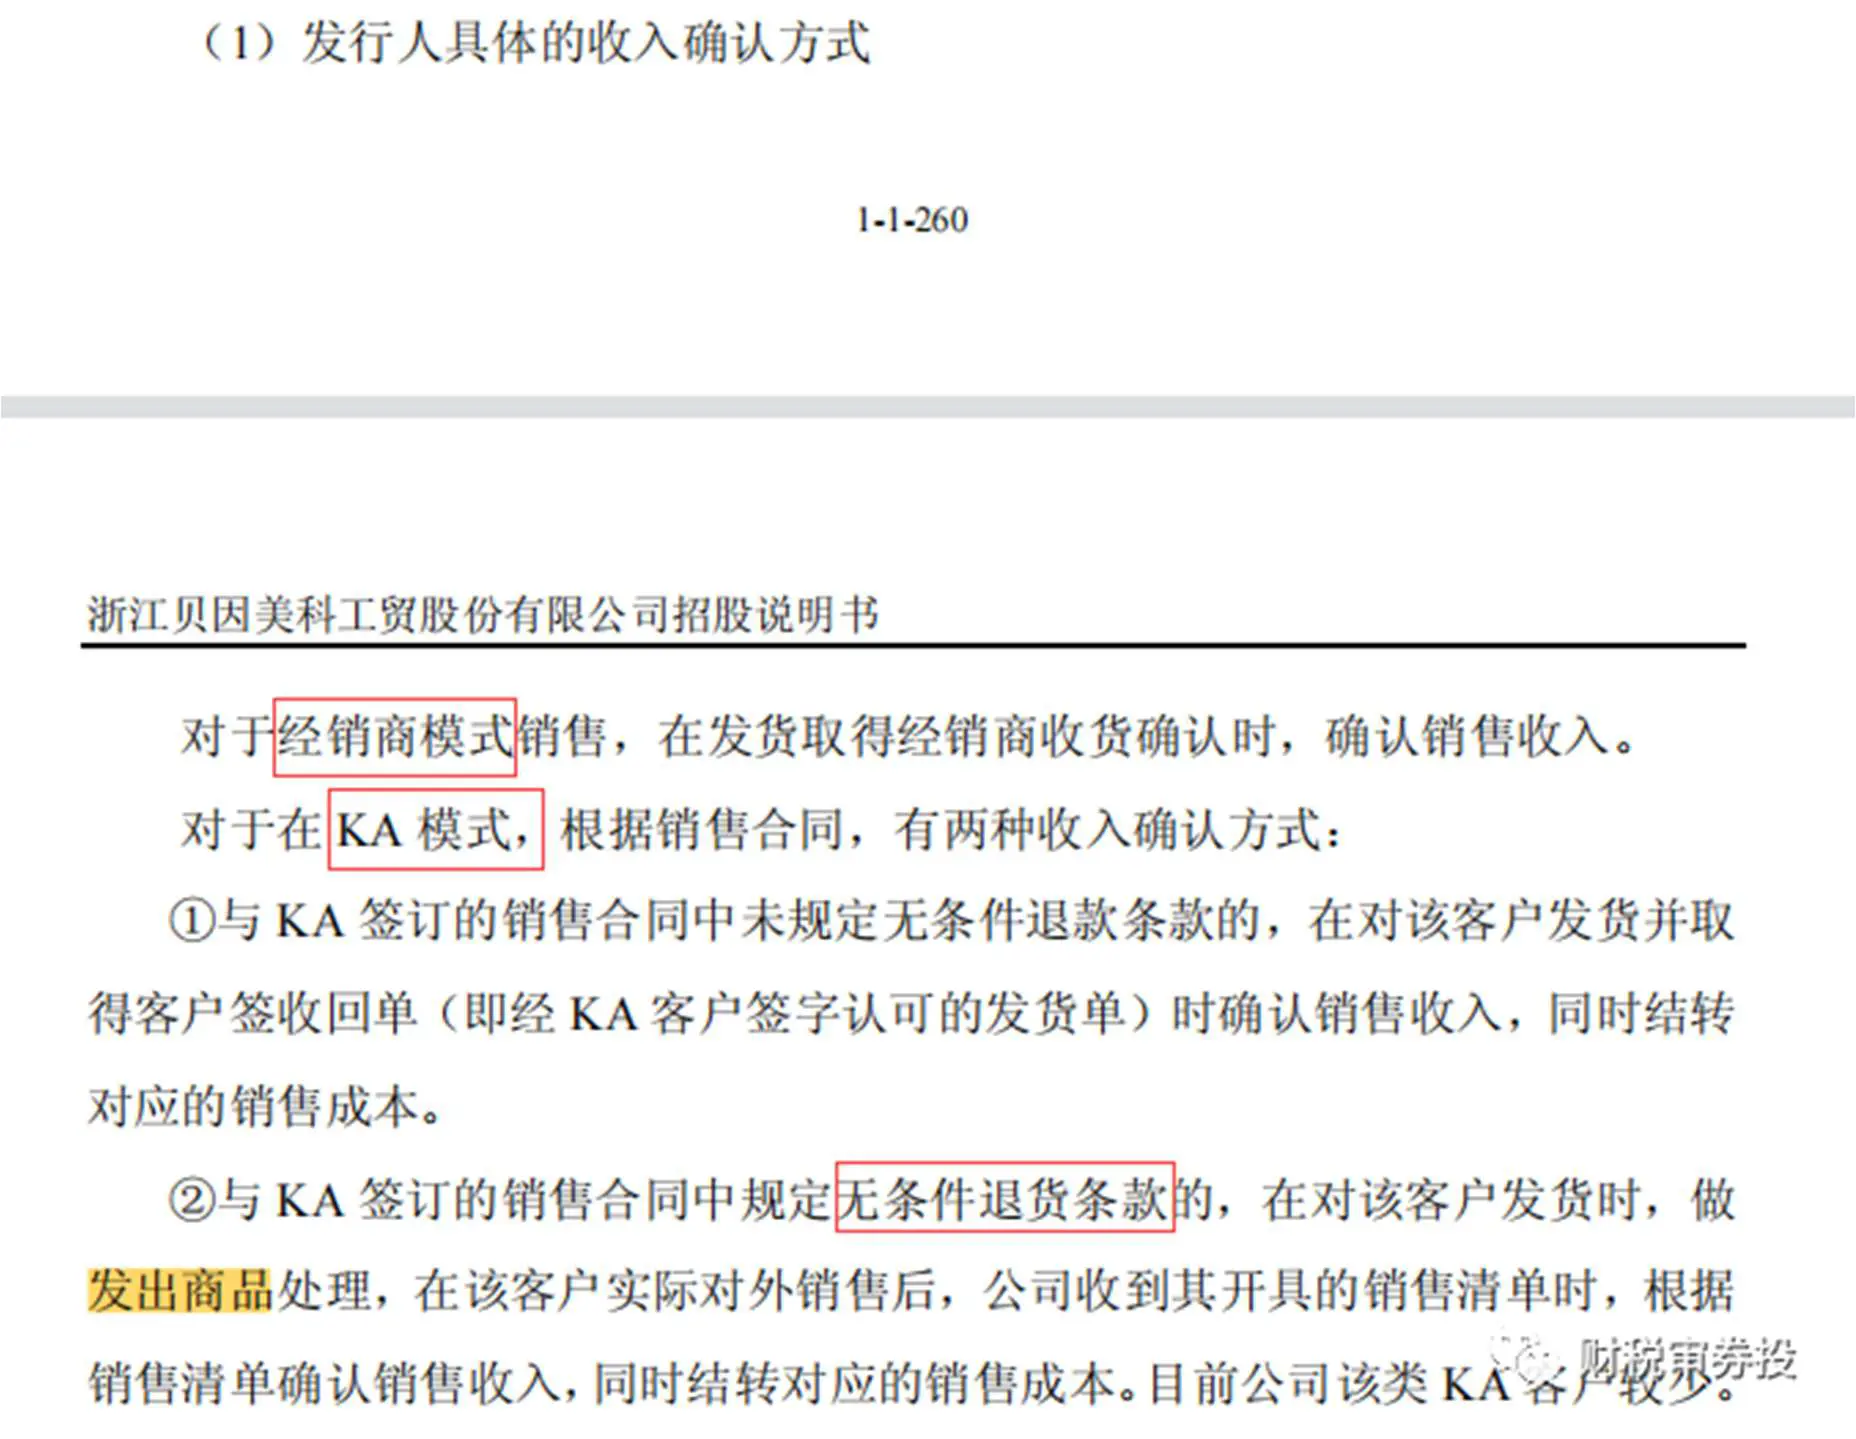 （1）发行人具体的收入确认方式
1-1-260
浙江贝因美科工贸股份有限公司招股说明书
对于经销商模式销售，在发货取得经销商收货确认时，确认销售收入。
对于在 KA 模式，根据销售合同，有两种收入确认方式：
①与 KA 签订的销售合同中未规定无条件退款条款的，在对该客户发货并取
得客户签收回单（即经 KA 客户签字认可的发货单）时确认销售收入，同时结转
对应的销售成本。
②与 KA 签订的销售合同中规定无条件退货条款的，在对该客户发货时，做
发出商品处理，在该客户实际对外销售后，公司收到其开具的销售清单时，根据
销售清单确认销售收入，同时结转对应的销售成本。目前公司该类 KA 客户较少。
财税审券投